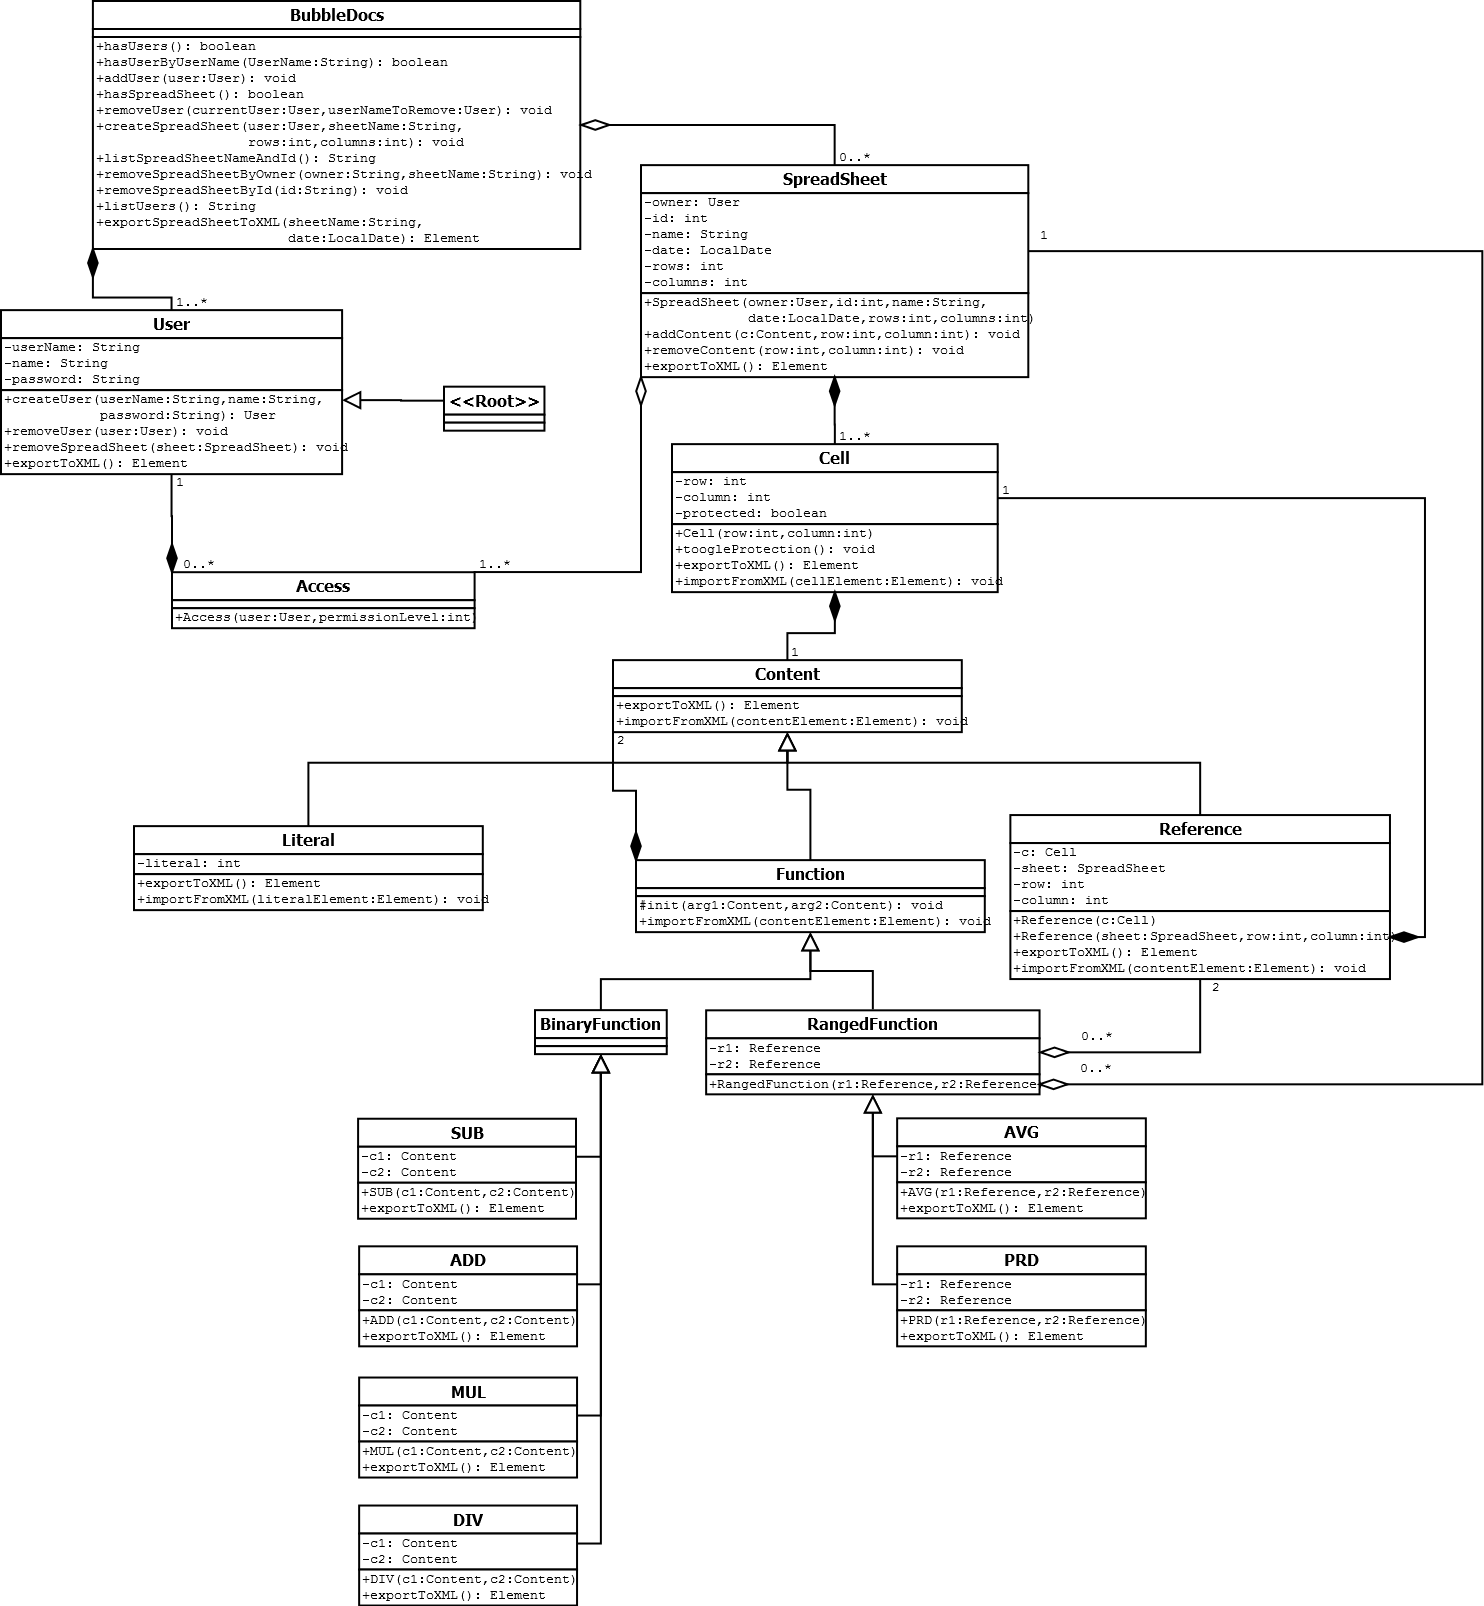 BubbleDocs
+hasUsers(): boolean
+hasUserByUserName(UserName:String): boolean
+addUser(user:User): void
+hasSpreadSheet(): boolean
+removeUser(currentUser:User,userNameToRemove:User): void
+createSpreadSheet(user:User,sheetName:String,
rows:int,columns:int): void
+listSpreadSheetNameAndId(): String
+removeSpreadSheetByOwner(owner:String,sheetName:String): void
+removeSpreadSheetById(id:String): void
+listUsers(): String
+exportSpreadSheetToXML(sheetName:String,
date:LocalDate): Element
0..*
SpreadSheet
-owner: User
-id: int
-name: String
-date: LocalDate
-rows: int
-columns: int
+SpreadSheet(owner:User,id:int,name:String,
date:LocalDate,rows:int,columns:int)
+addContent(c:Content,row:int,column:int): void
+removeContent(row:int,column:int): void
+exportToXML(): Element
1
1..*
User
-userName: String
-name: String
-password: String
+createUser(userName:String,name:String,
password:String): User
+removeUser(user:User): void
+removeSpreadSheet(sheet:SpreadSheet): void
+exportToXML(): Element
<<Root>>
1
0..*
1..*
Access
+Access(user:User,permissionLevel:int)
1..*
Cell
-row: int
-column: int
-protected: boolean
+Cell(row:int,column:int)
+toogleProtection(): void
+exportToXML(): Element
+importFromXML(cellElement:Element): void
1
1
Content
+exportToXML(): Element
+importFromXML(contentElement:Element): void
2
Literal
-literal: int
+exportToXML(): Element
+importFromXML(literalElement:Element): void
Function
#init(arg1:Content,arg2:Content): void
+importFromXML(contentElement:Element): void
Reference
-c: Cell
-sheet: SpreadSheet
-row: int
-column: int
+Reference(c:Cell)
+Reference(sheet:SpreadSheet,row:int,column:int)
+exportToXML(): Element
+importFromXML(contentElement:Element): void
2
BinaryFunction
RangedFunction
-r1: Reference
-r2: Reference
+RangedFunction(r1:Reference,r2:Reference
0..*
0..*
SUB
-c1: Content
-c2: Content
+SUB(c1:Content,c2:Content)
+exportToXML(): Element
AVG
-r1: Reference
-r2: Reference
+AVG(r1:Reference,r2:Reference)
+exportToXML(): Element
ADD
-c1: Content
-c2: Content
+ADD(c1:Content,c2:Content)
+exportToXML(): Element
PRD
-r1: Reference
-r2: Reference
+PRD(r1:Reference,r2:Reference)
+exportToXML(): Element
MUL
-c1: Content
-c2: Content
+MUL(c1:Content,c2:Content)
+exportToXML(): Element
DIV
-c1: Content
-c2: Content
+DIV(c1:Content,c2:Content)
+exportToXML(): Element